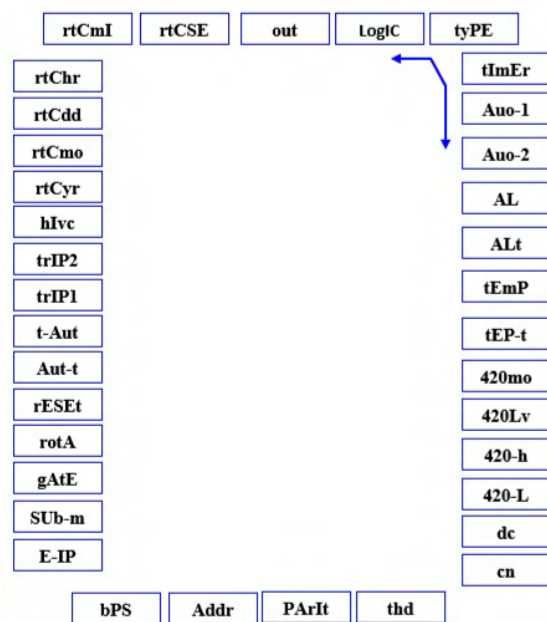 rtCmI rtCSE out LogIC tyPE
rtChr
rtCdd
rtCmo
rtCyr
hIvc
trIP2
trIP1
t-Aut
Aut-t
rESEt
rotA
gAtE
SUb-m
E-IP
tImEr
Auo-1
Auo-2
AL
ALt
tEmP
tEP-t
420mo
420Lv
420-h
420-L
dc
cn
bPS Addr PArIt thd